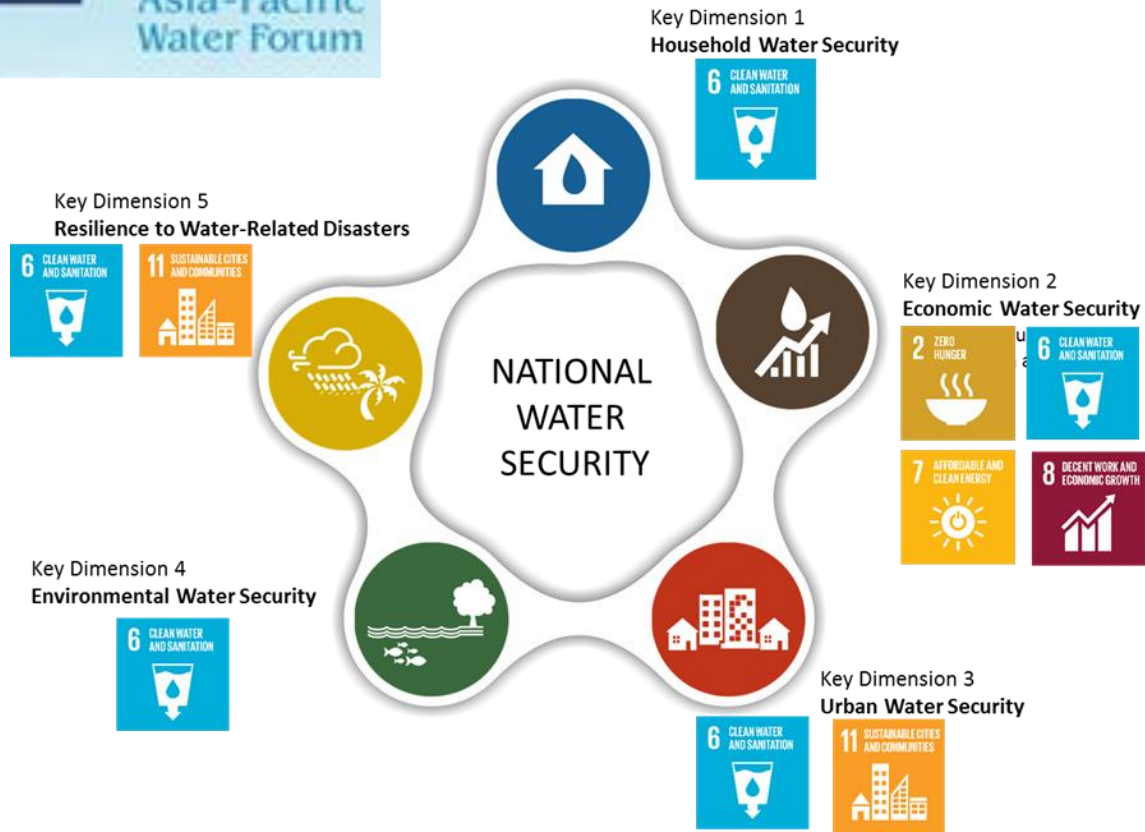 Asia-Pacific
Water Forum
Key Dimension 1
Household Water Security
6 CLEAN WATER
AND SANITATION
Key Dimension 5
Resilience to Water-Related Disasters
6 CLEAN WATER
AND SANITATION
11 SUSTAINABLE CITIES
AND COMMUNITIES
Key Dimension 2
Economic Water Security
2 ZERO
HUNGER
6 CLEAN WATER
AND SANITATION
7 AFFORDABLE AND
CLEAN ENERGY
8 DECENT WORK AND
ECONOMIC GROWTH
NATIONAL
WATER
SECURITY
Key Dimension 4
Environmental Water Security
6 CLEAN WATER
AND SANITATION
Key Dimension 3
Urban Water Security
6 CLEAN WATER
AND SANITATION
11 SUSTAINABLE CITIES
AND COMMUNITIES